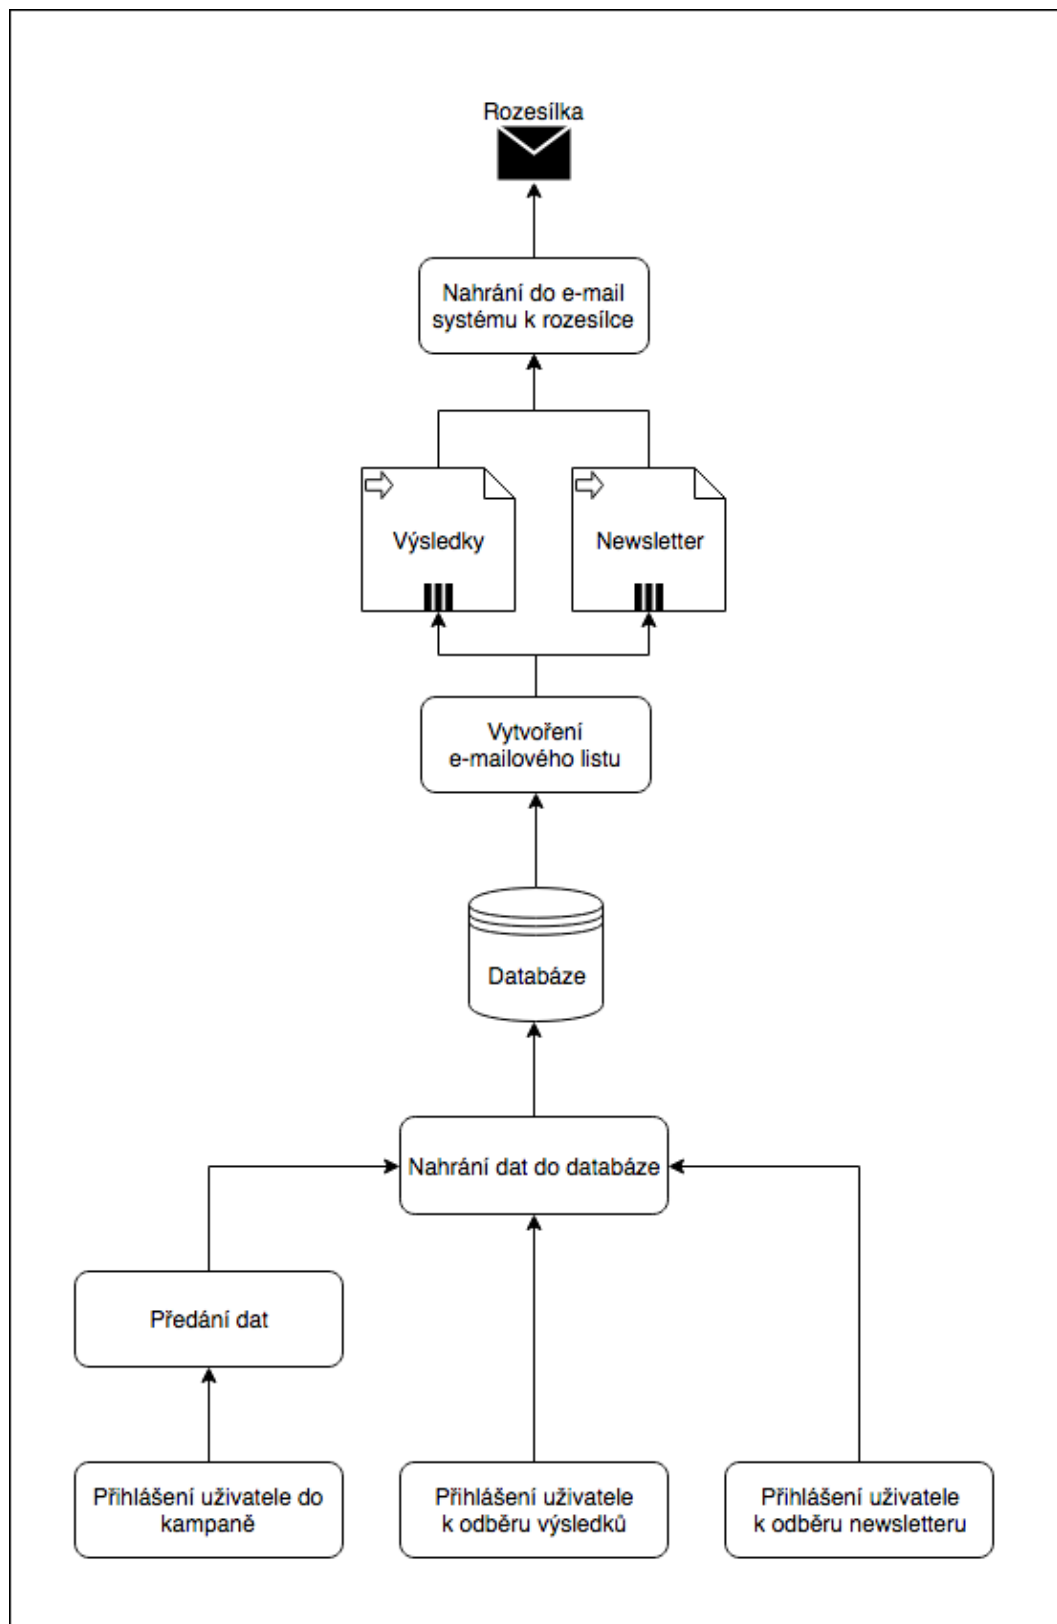 Rozesílka
Nahrání do e-mail
systému k rozesílce
Výsledky
Newsletter
Vytvoření
e-mailového listu
Databáze
Nahrání dat do databáze
Předání dat
Přihlášení uživatele do
kampaně
Přihlášení uživatele
k odběru výsledků
Přihlášení uživatele
k odběru newsletteru